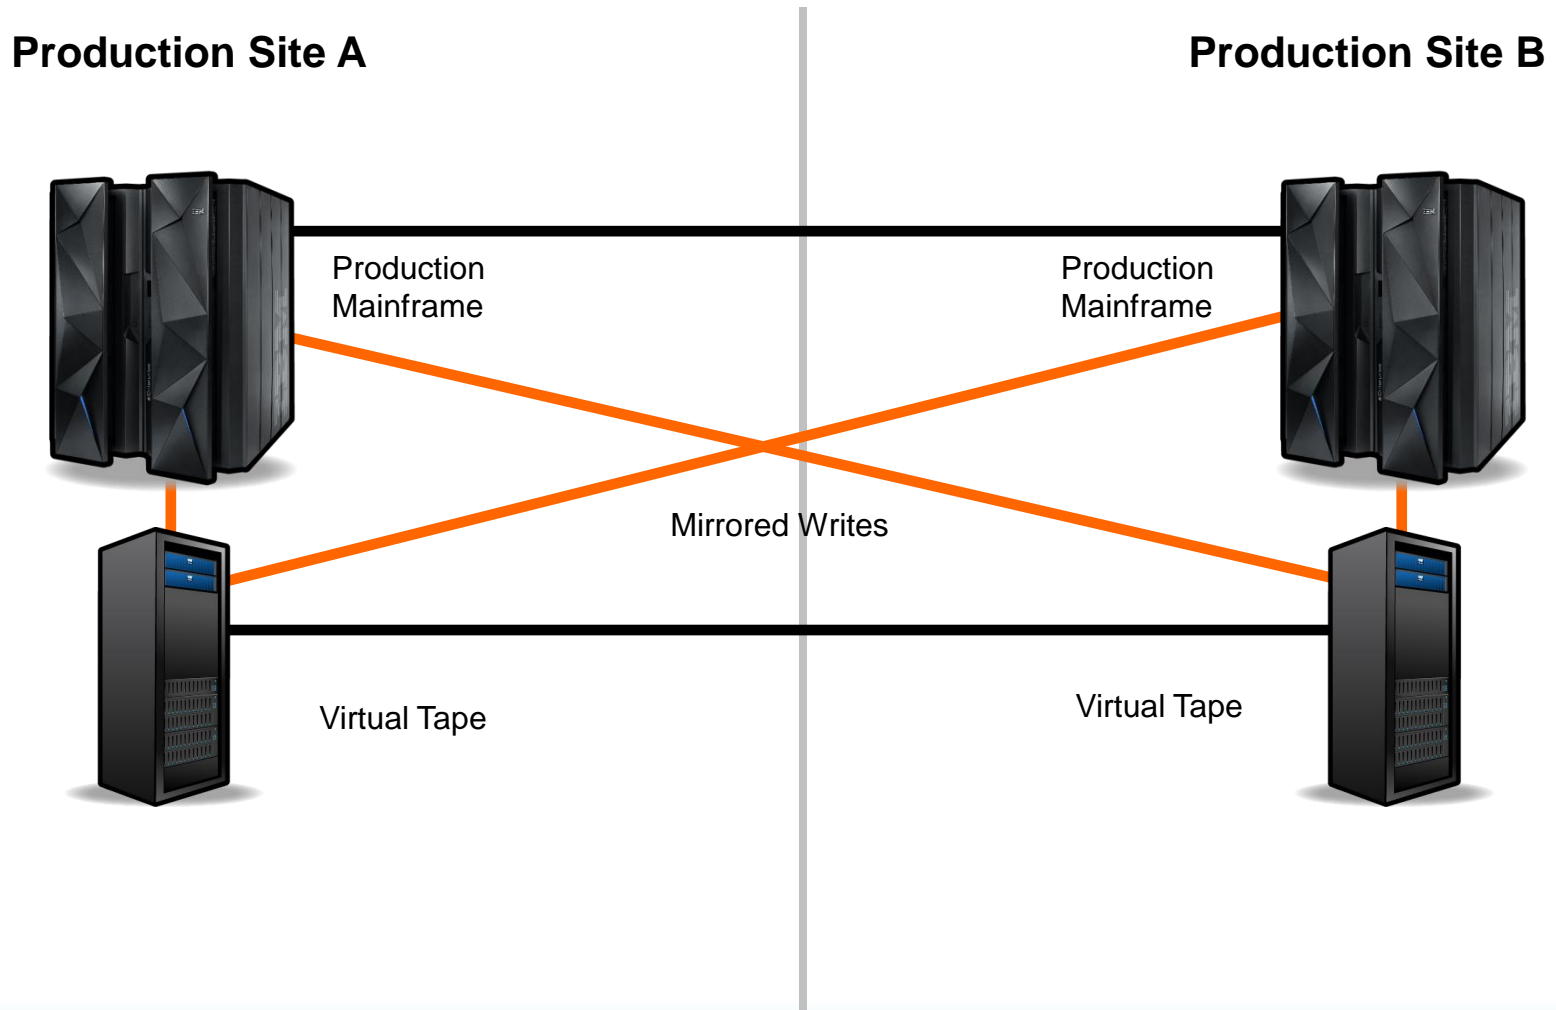 Production Site A
Production Site B
Production
Mainframe
Production
Mainframe
Mirrored Writes
Virtual Tape
Virtual Tape